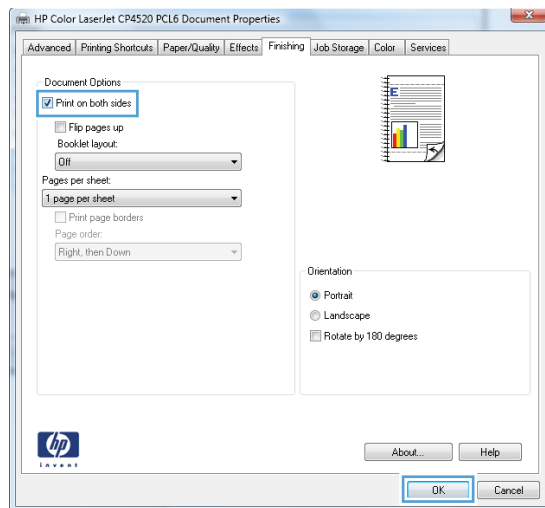 HP Color LaserJet CP4520 PCL6 Document Properties
Advanced Printing Shortcuts Paper/Quality Effects Finishing Job Storage Color Services
Document Options
Print on both sides
Flip pages up
Booklet layout:
Off
Pages per sheet:
1 page per sheet
Print page borders
Page order:
Right, then Down
E
Orientation
Portrait
Landscape
Rotate by 180 degrees
hp
invent
About... Help
OK Cancel